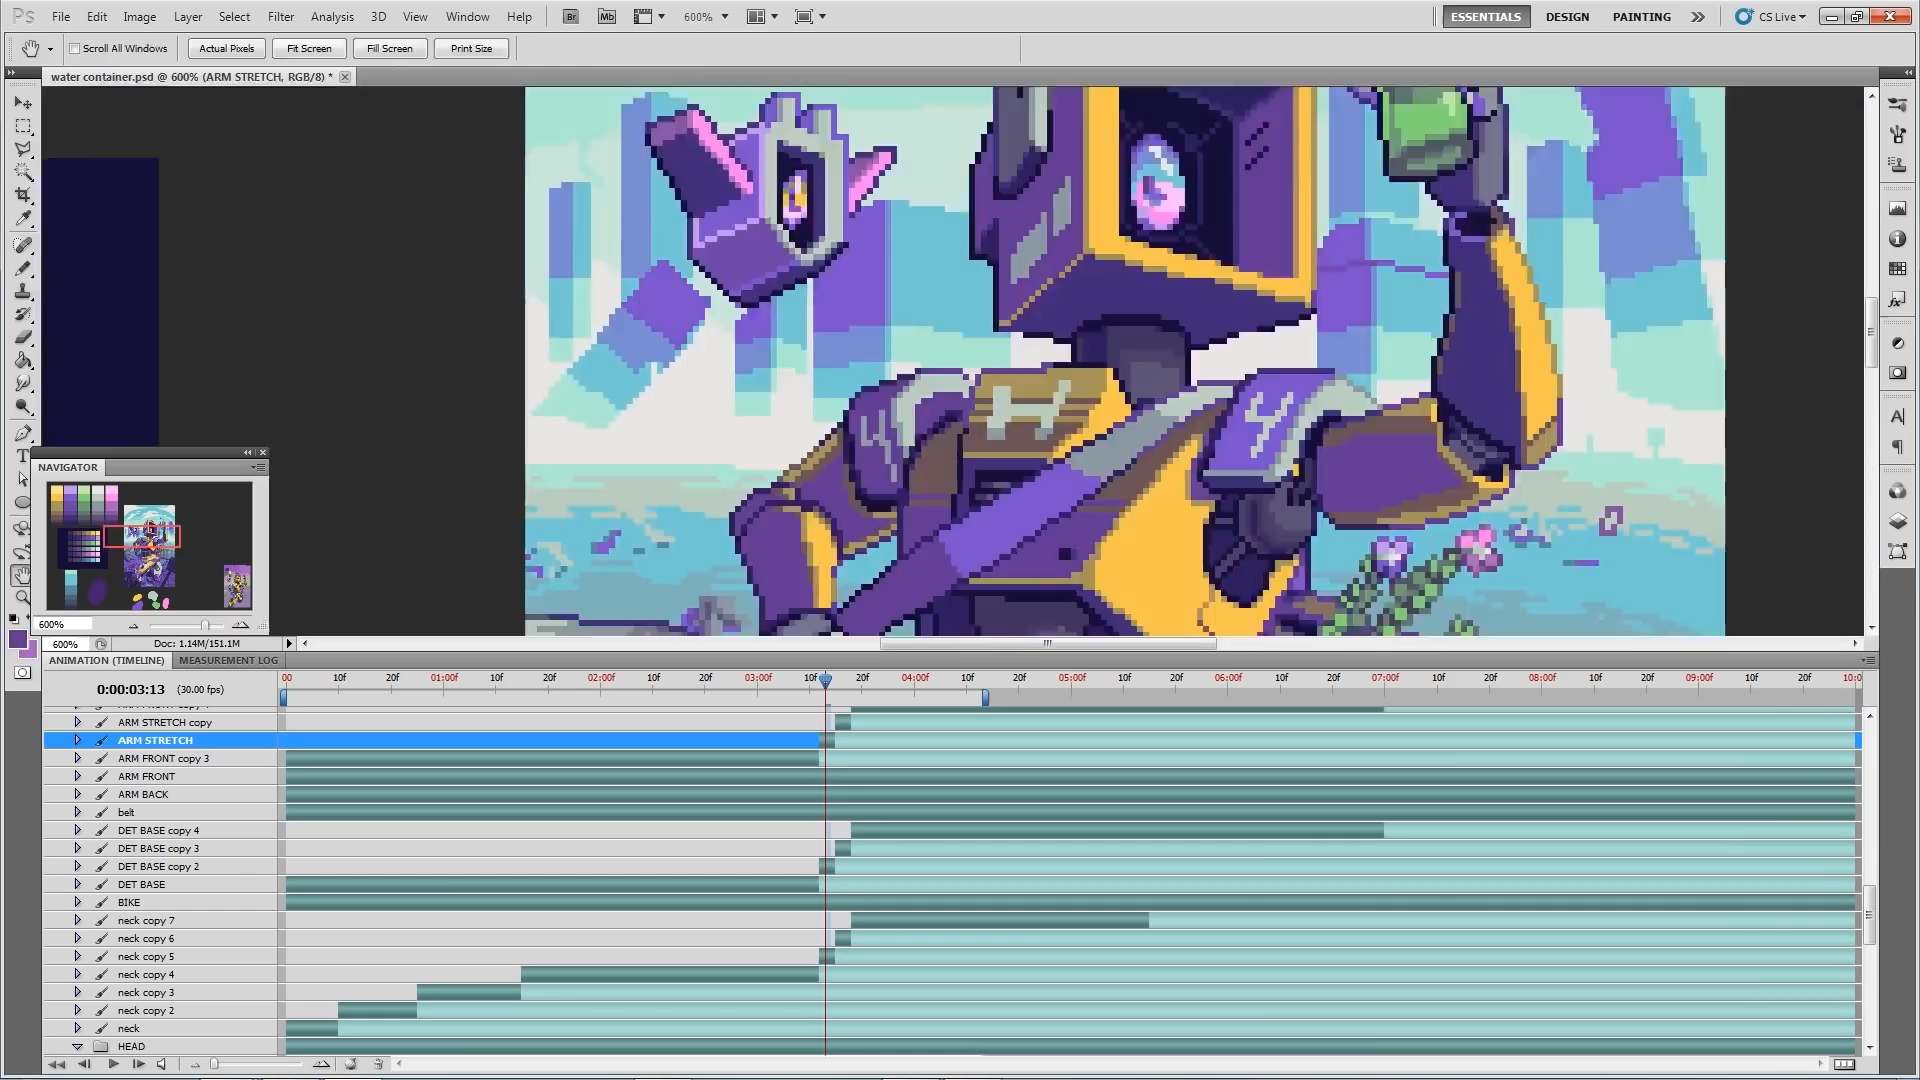 Ps File Edit Image Layer Select Filter Analysis 3D View Window Help Br Mb 600% ESSENTIALS DESIGN PAINTING CS Live
Scroll All Windows Actual Pixels Fit Screen Fill Screen Print Size
water container.psd @ 600% (ARM STRETCH, RGB/8) *
NAVIGATOR
600%
600% Doc: 1.14M/151.1M
ANIMATION (TIMELINE) MEASUREMENT LOG
0:00:03:13 (30.00 fps) 00 10f 20f 01:00f 10f 20f 02:00f 10f 20f 03:00f 10f 20f 04:00f 10f 20f 05:00f 10f 20f 06:00f 10f 20f 07:00f 10f 20f 08:00f 10f 20f 09:00f 10f 20f 10:0
ARM STRETCH copy
ARM STRETCH
ARM FRONT copy 3
ARM FRONT
ARM BACK
belt
DET BASE copy 4
DET BASE copy 3
DET BASE copy 2
DET BASE
BIKE
neck copy 7
neck copy 6
neck copy 5
neck copy 4
neck copy 3
neck copy 2
neck
HEAD